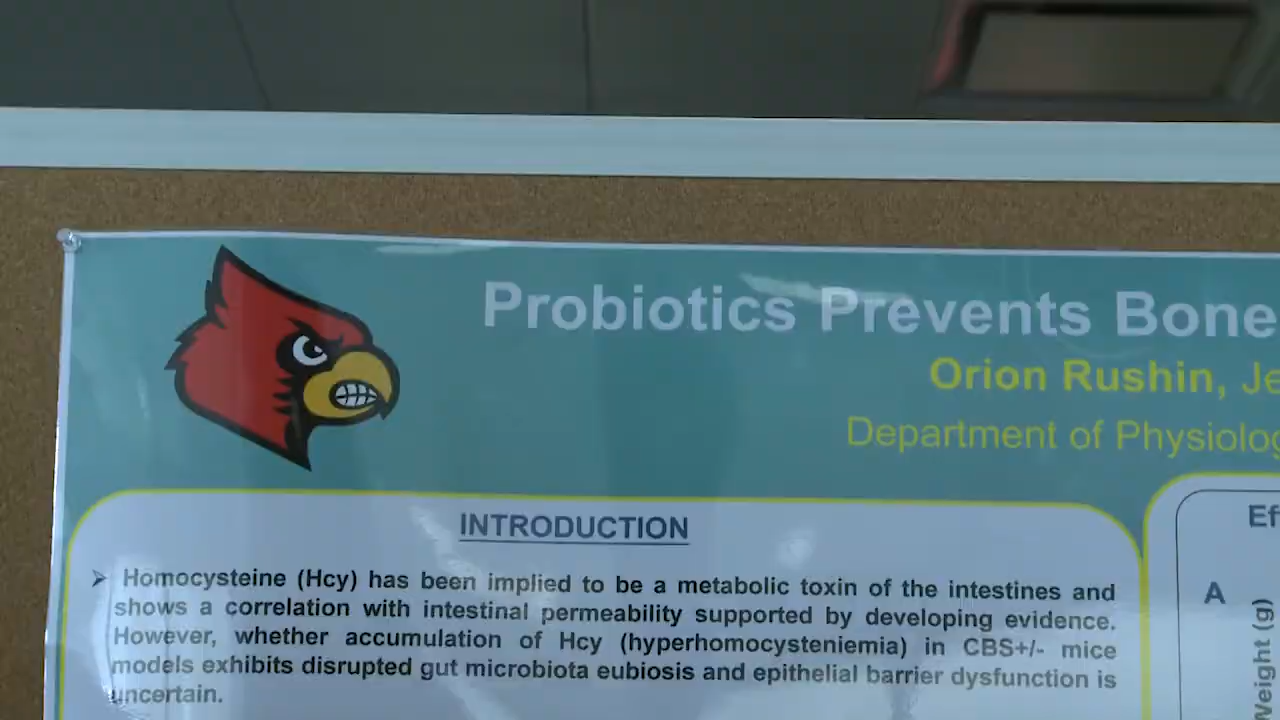 Probiotics Prevents Bone
Orion Rushin,
Department of
INTRODUCTION
➢ Homocysteine (Hcy) has been implied to be a metabolic toxin of the intestines and
shows a correlation with intestinal permeability supported by developing evidence.
However, whether accumulation of Hcy (hyperhomocysteniemia) in CBS+/- mice
models exhibits disrupted gut microbiota eubiosis and epithelial barrier dysfunction is
uncertain.
A
Weight (g)